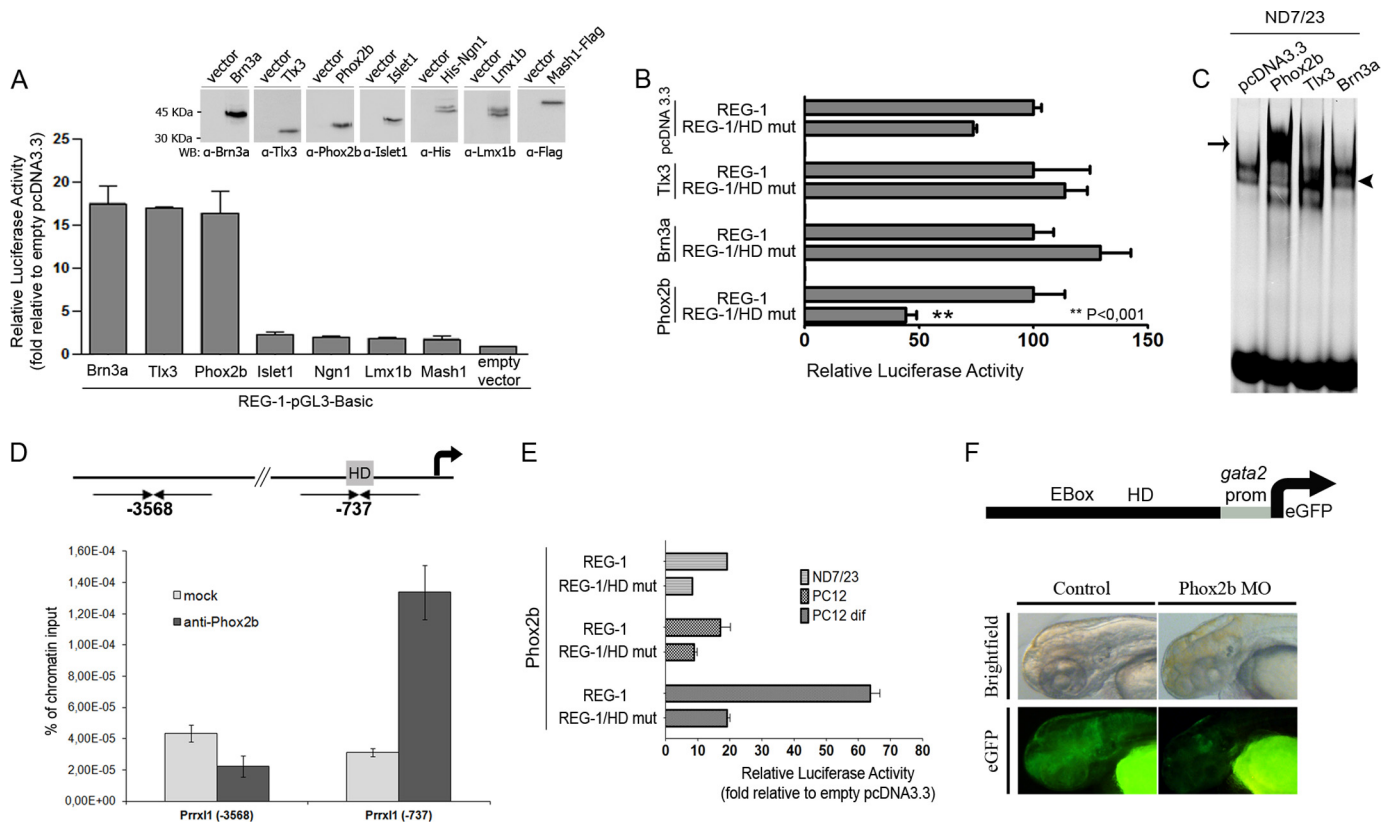 A
vector
Brn3a
vector
Tlx3
vector
Phox2b
vector
Islet1
vector
His-Ngn1
vector
Lmx1b
vector
Mash1-Flag
45 KDa
30 KDa
WB: α-Brn3a α-Tlx3 α-Phox2b α-Islet1 α-His α-Lmx1b α-Flag
Relative Luciferase Activity
(fold relative to empty pcDNA3.3)
25
20
15
10
5
0
Brn3a Tlx3 Phox2b Islet1 Ngn1 Lmx1b Mash1 empty vector
REG-1-pGL3-Basic
B
pcDNA 3.3
REG-1
REG-1/HD mut
Tlx3
REG-1
REG-1/HD mut
Brn3a
REG-1
REG-1/HD mut
Phox2b
REG-1
REG-1/HD mut
**
** P<0,001
0 50 100 150
Relative Luciferase Activity
C
ND7/23
pcDNA3.3
Phox2b
Tlx3
Brn3a
D
HD
-3568
-737
% of chromatin input
1,60E-04
1,40E-04
1,20E-04
1,00E-04
8,00E-05
6,00E-05
4,00E-05
2,00E-05
0,00E+00
mock
anti-Phox2b
Prrxl1 (-3568) Prrxl1 (-737)
E
Phox2b
REG-1
REG-1/HD mut
REG-1
REG-1/HD mut
REG-1
REG-1/HD mut
ND7/23
PC12
PC12 dif
0 10 20 30 40 50 60 70 80
Relative Luciferase Activity
(fold relative to empty pcDNA3.3)
F
gata2
prom
EBox HD
eGFP
Control Phox2b MO
Brightfield
eGFP